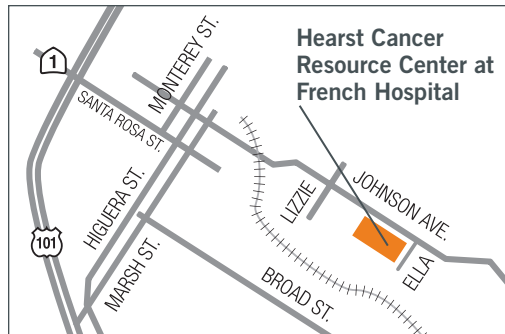 Hearst Cancer
Resource Center at
French Hospital
1
MONTEREY ST.
SANTA ROSA ST.
HIGUERA ST.
101
MARSH ST.
BROAD ST.
LIZZIE
JOHNSON AVE.
ELLA